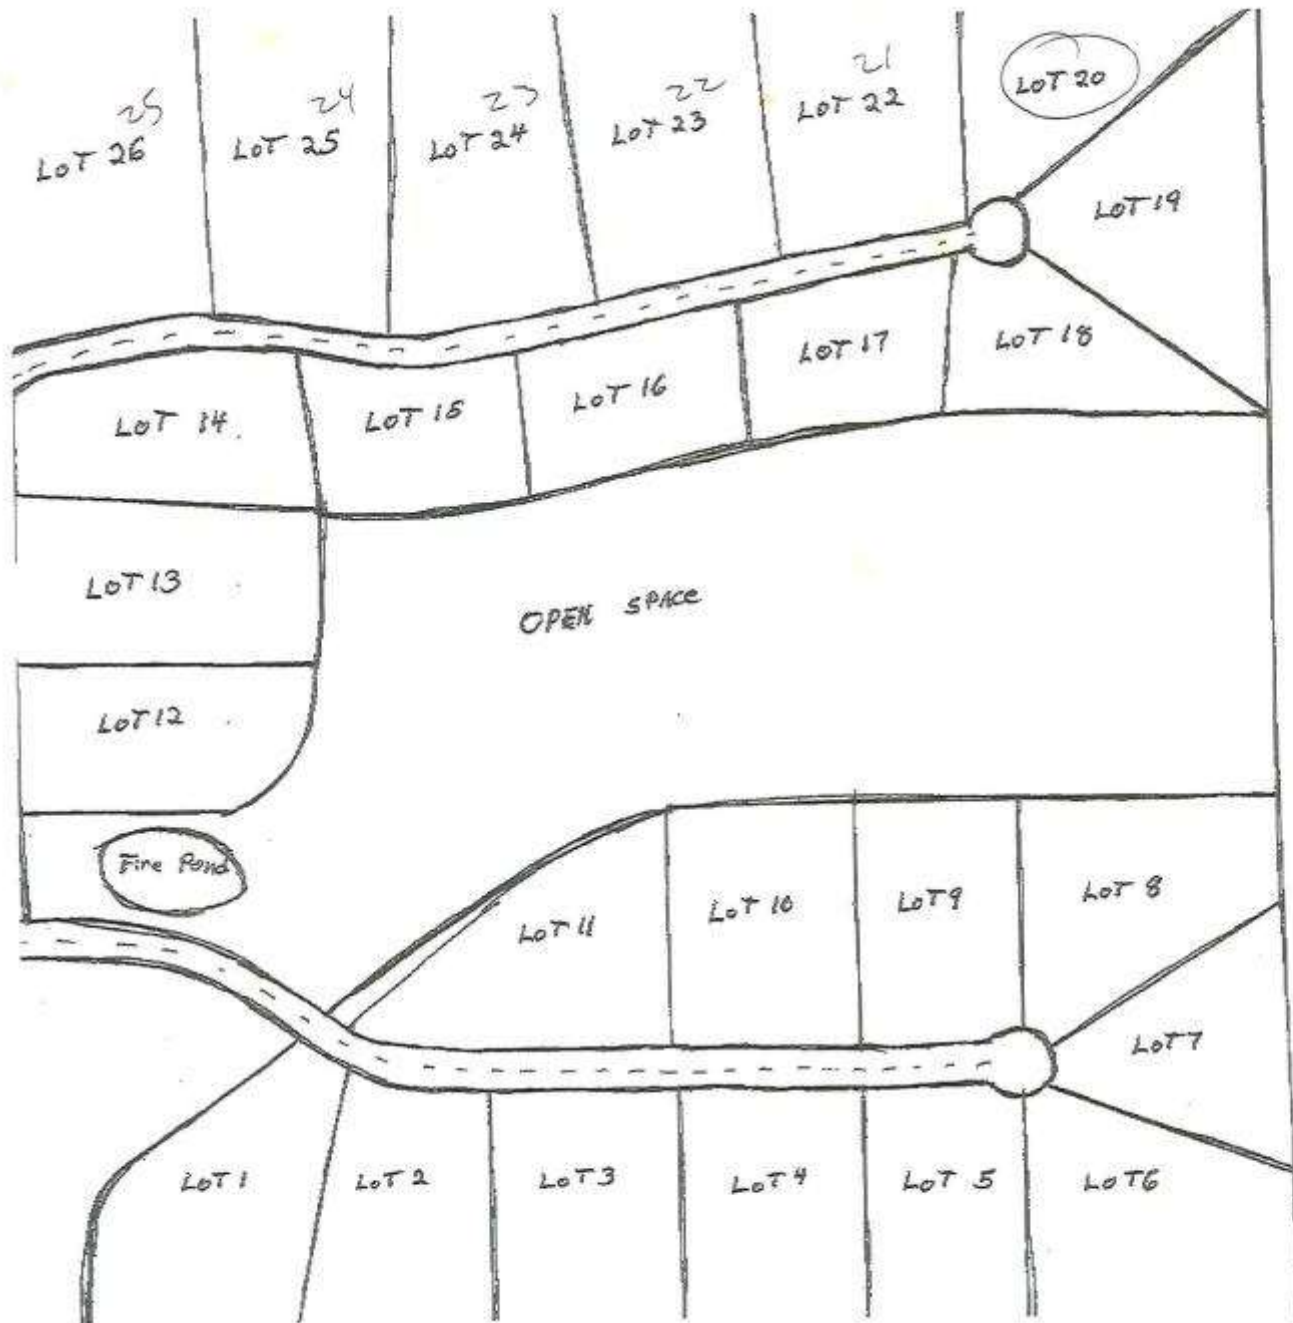 25
LOT 26
24
LOT 25
23
LOT 24
22
LOT 23
21
LOT 22
LOT 20
LOT 19
LOT 14
LOT 15
LOT 16
LOT 17
LOT 18
LOT 13
OPEN SPACE
LOT 12
Fire Pond
LOT 11
LOT 10
LOT 9
LOT 8
LOT 7
LOT 1
LOT 2
LOT 3
LOT 4
LOT 5
LOT 6